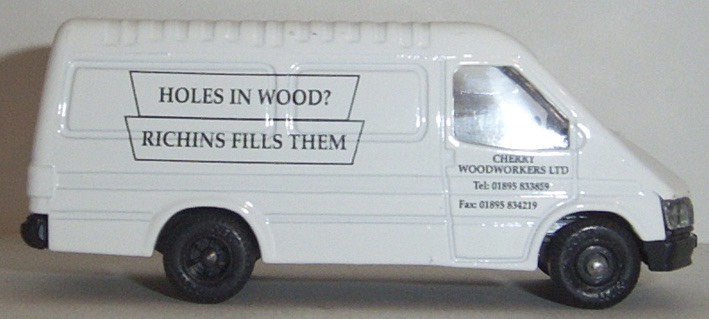 HOLES IN WOOD?
RICHINS FILLS THEM
CHERRY
WOODWORKERS LTD
Tel: 01895 833859
Fax: 01895 834219